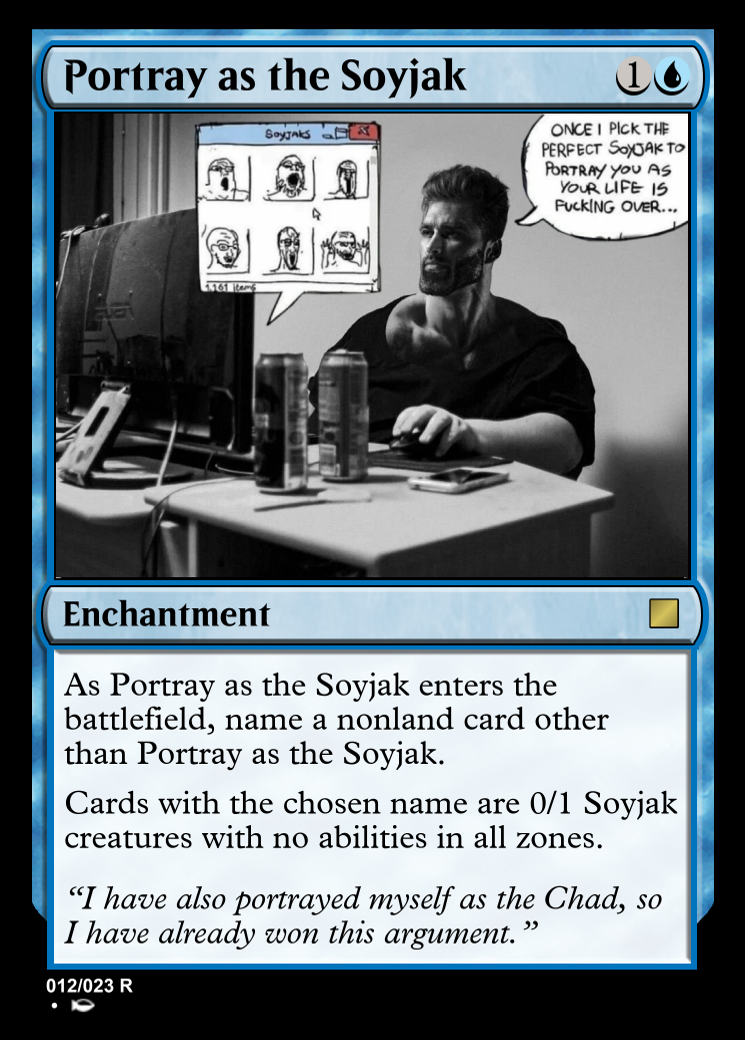 Portray as the Soyjak
1
SOYJAKS
X
1,161 items
ONCE I PICK THE
PERFECT SOYJAK TO
PORTRAY YOU AS
YOUR LIFE IS
FUCKING OVER...
Enchantment
As Portray as the Soyjak enters the
battlefield, name a nonland card other
than Portray as the Soyjak.
Cards with the chosen name are 0/1 Soyjak
creatures with no abilities in all zones.
“I have also portrayed myself as the Chad, so
I have already won this argument.”
012/023 R
•